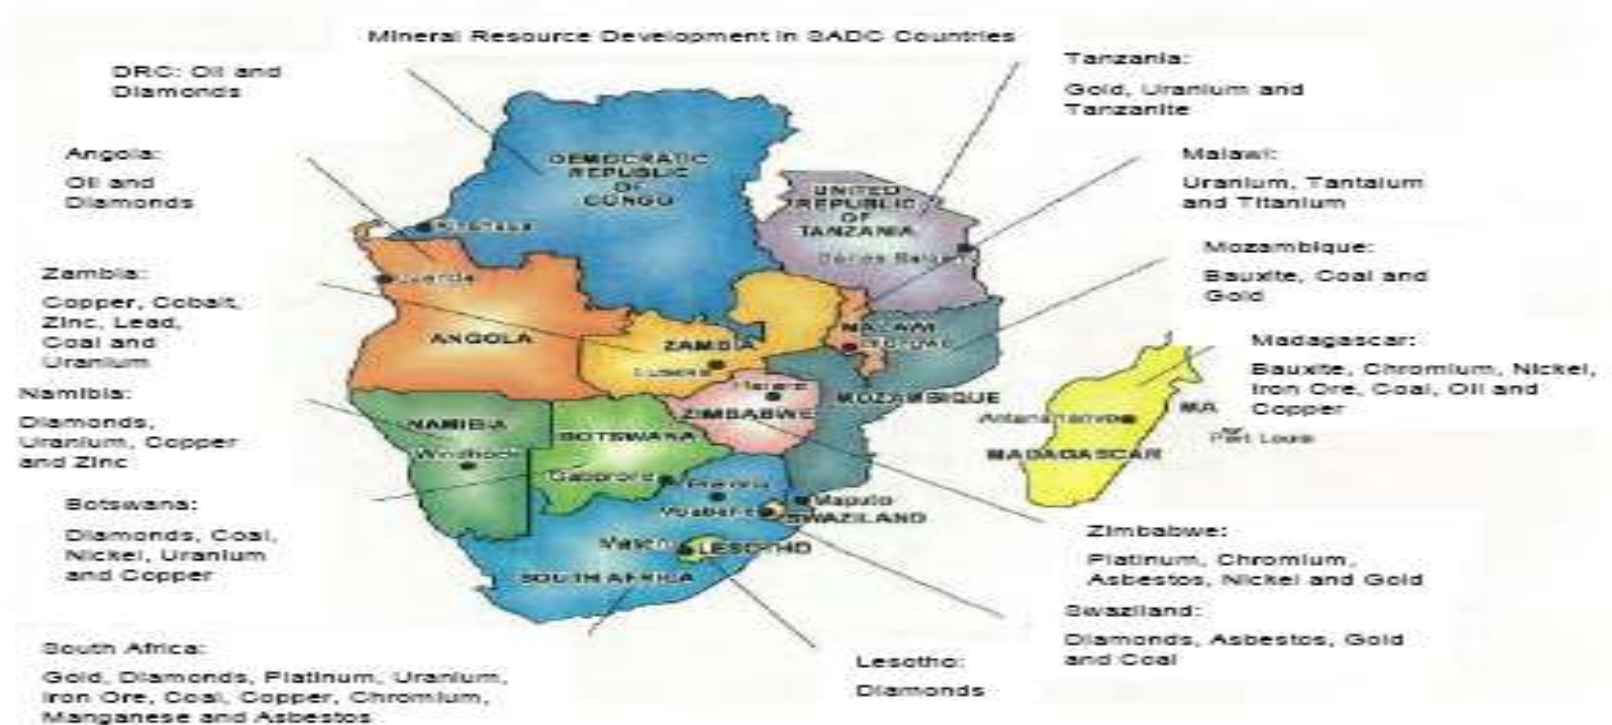 Mineral Resource Development in SADC Countries
DRC: Oil and
Diamonds
Tanzania:
Gold, Uranium and
Tanzanite
Angola:
Oil and
Diamonds
Malawi:
Uranium, Tantalum
and Titanium
Zambia:
Copper, Cobalt,
Zinc, Lead,
Coal and
Uranium
Mozambique:
Bauxite, Coal and
Gold
Madagascar:
Bauxite, Chromium, Nickel,
Iron Ore, Coal, Oil and
Copper
Namibia:
Diamonds,
Uranium, Copper
and Zinc
Botswana:
Diamonds, Coal,
Nickel, Uranium
and Copper
Zimbabwe:
Platinum, Chromium,
Asbestos, Nickel and Gold
Swaziland:
Diamonds, Asbestos, Gold
and Coal
South Africa:
Gold, Diamonds, Platinum, Uranium,
Iron Ore, Coal, Copper, Chromium,
Manganese and Asbestos
Lesotho:
Diamonds
DEMOCRATIC
REPUBLIC
OF
CONGO
UNITED
REPUBLIC
OF
TANZANIA
ANGOLA
ZAMBIA
MALAWI
Harare
ZIMBABWE
MOZAMBIQUE
NAMIBIA
Windhoek
BOTSWANA
Antananarivo
MA
Port Louis
MADAGASCAR
Pretoria
Maputo
SWAZILAND
Maseru
LESOTHO
SOUTH AFRICA